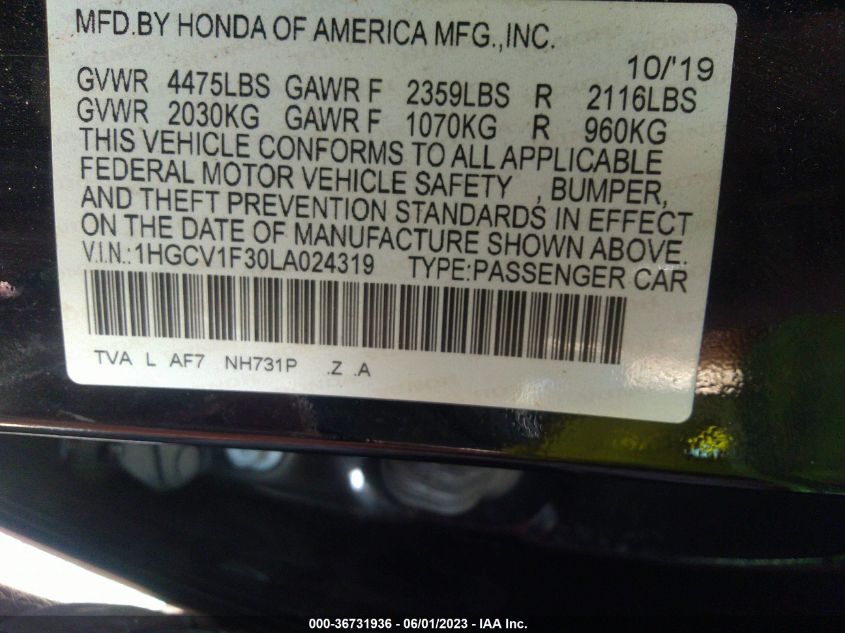 MFD.BY HONDA OF AMERICA MFG.,INC.
10/'19
GVWR 4475LBS GAWR F 2359LBS R 2116LBS
GVWR 2030KG GAWR F 1070KG R 960KG
THIS VEHICLE CONFORMS TO ALL APPLICABLE
FEDERAL MOTOR VEHICLE SAFETY , BUMPER,
AND THEFT PREVENTION STANDARDS IN EFFECT
ON THE DATE OF MANUFACTURE SHOWN ABOVE.
V.I.N.:1HGCV1F30LA024319 TYPE:PASSENGER CAR
TVA L AF7 NH731P .Z .A
000-36731936 - 06/01/2023 - IAA Inc.